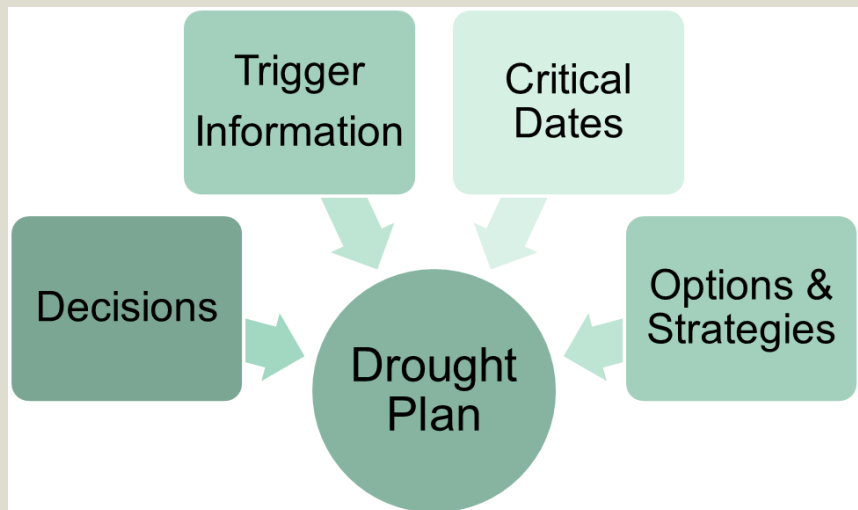 Trigger
Information
Critical
Dates
Decisions
Options &
Strategies
Drought
Plan